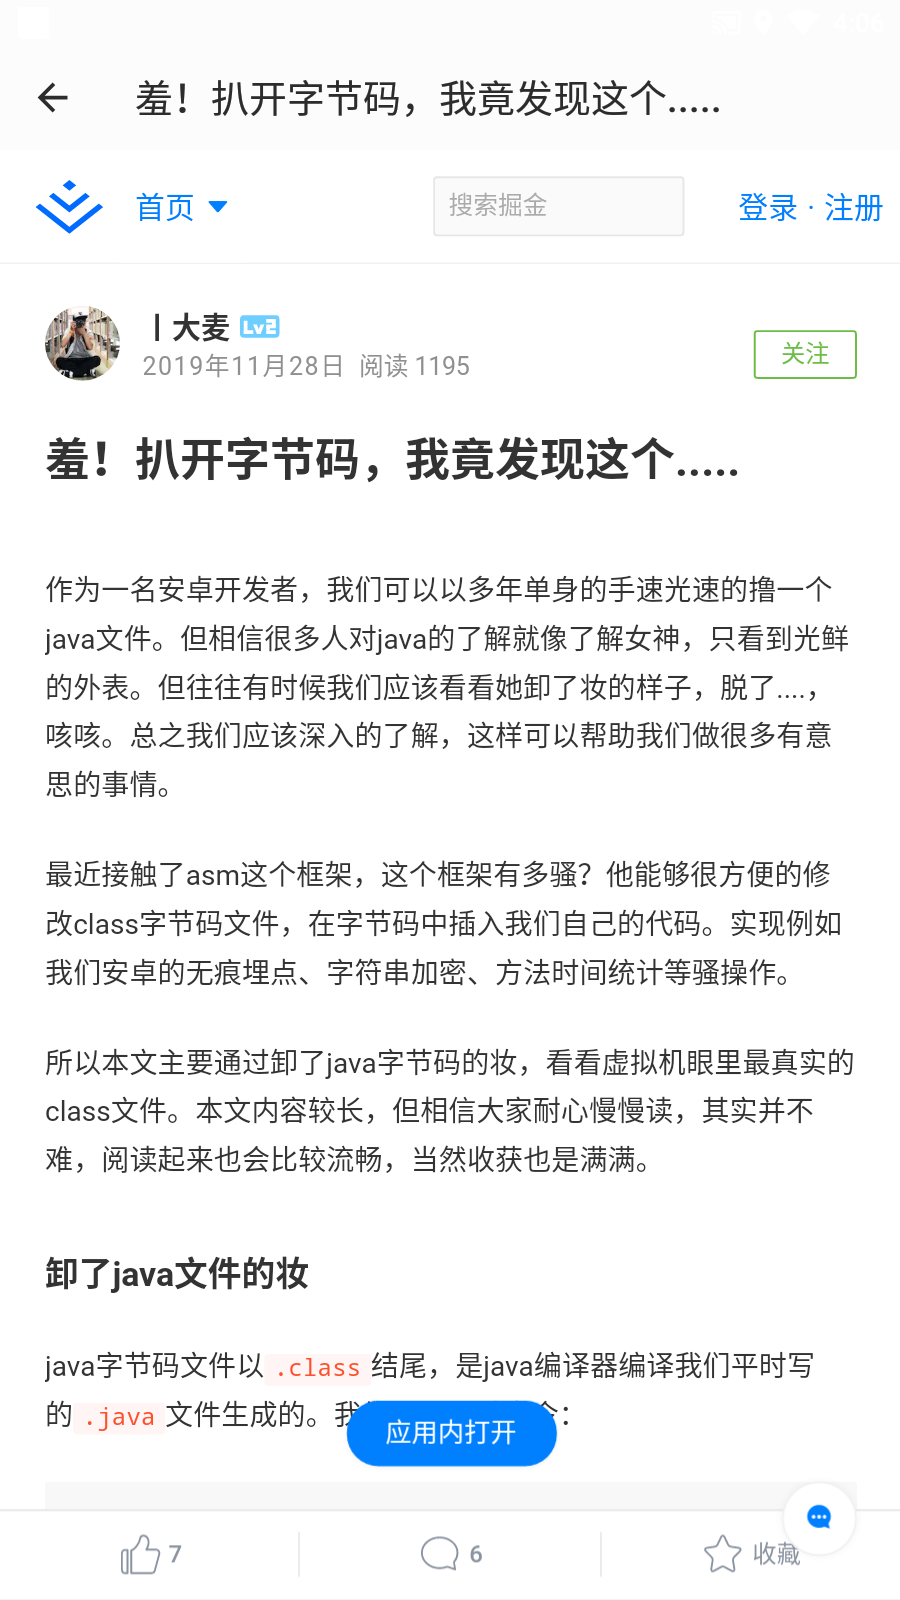 4:06
羞！扒开字节码，我竟发现这个.....
首页
搜索掘金
登录 · 注册
丨大麦 Lv2
2019年11月28日 阅读 1195
关注
羞！扒开字节码，我竟发现这个.....
作为一名安卓开发者，我们可以以多年单身的手速光速的撸一个
java文件。但相信很多人对java的了解就像了解女神，只看到光鲜
的外表。但往往有时候我们应该看看她卸了妆的样子，脱了....，
咳咳。总之我们应该深入的了解，这样可以帮助我们做很多有意
思的事情。
最近接触了asm这个框架，这个框架有多骚？他能够很方便的修
改class字节码文件，在字节码中插入我们自己的代码。实现例如
我们安卓的无痕埋点、字符串加密、方法时间统计等骚操作。
所以本文主要通过卸了java字节码的妆，看看虚拟机眼里最真实的
class文件。本文内容较长，但相信大家耐心慢慢读，其实并不
难，阅读起来也会比较流畅，当然收获也是满满。
卸了java文件的妆
java字节码文件以 .class 结尾，是java编译器编译我们平时写
的 .java 文件生成的。我
：
应用内打开
7
6
收藏